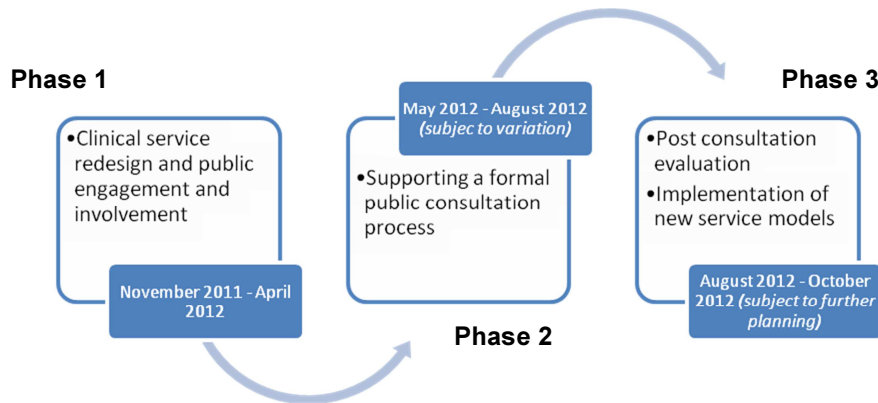 Phase 1
•Clinical service
redesign and public
engagement and
involvement
November 2011 - April
2012
May 2012 - August 2012
(subjec to variation)
•Supporting a formal
public consultation
process
Phase 2
Phase 3
•Post consultation
evaluation
•Implementation of
new service models
August 2012 - October
2012 (subject to further
planning)